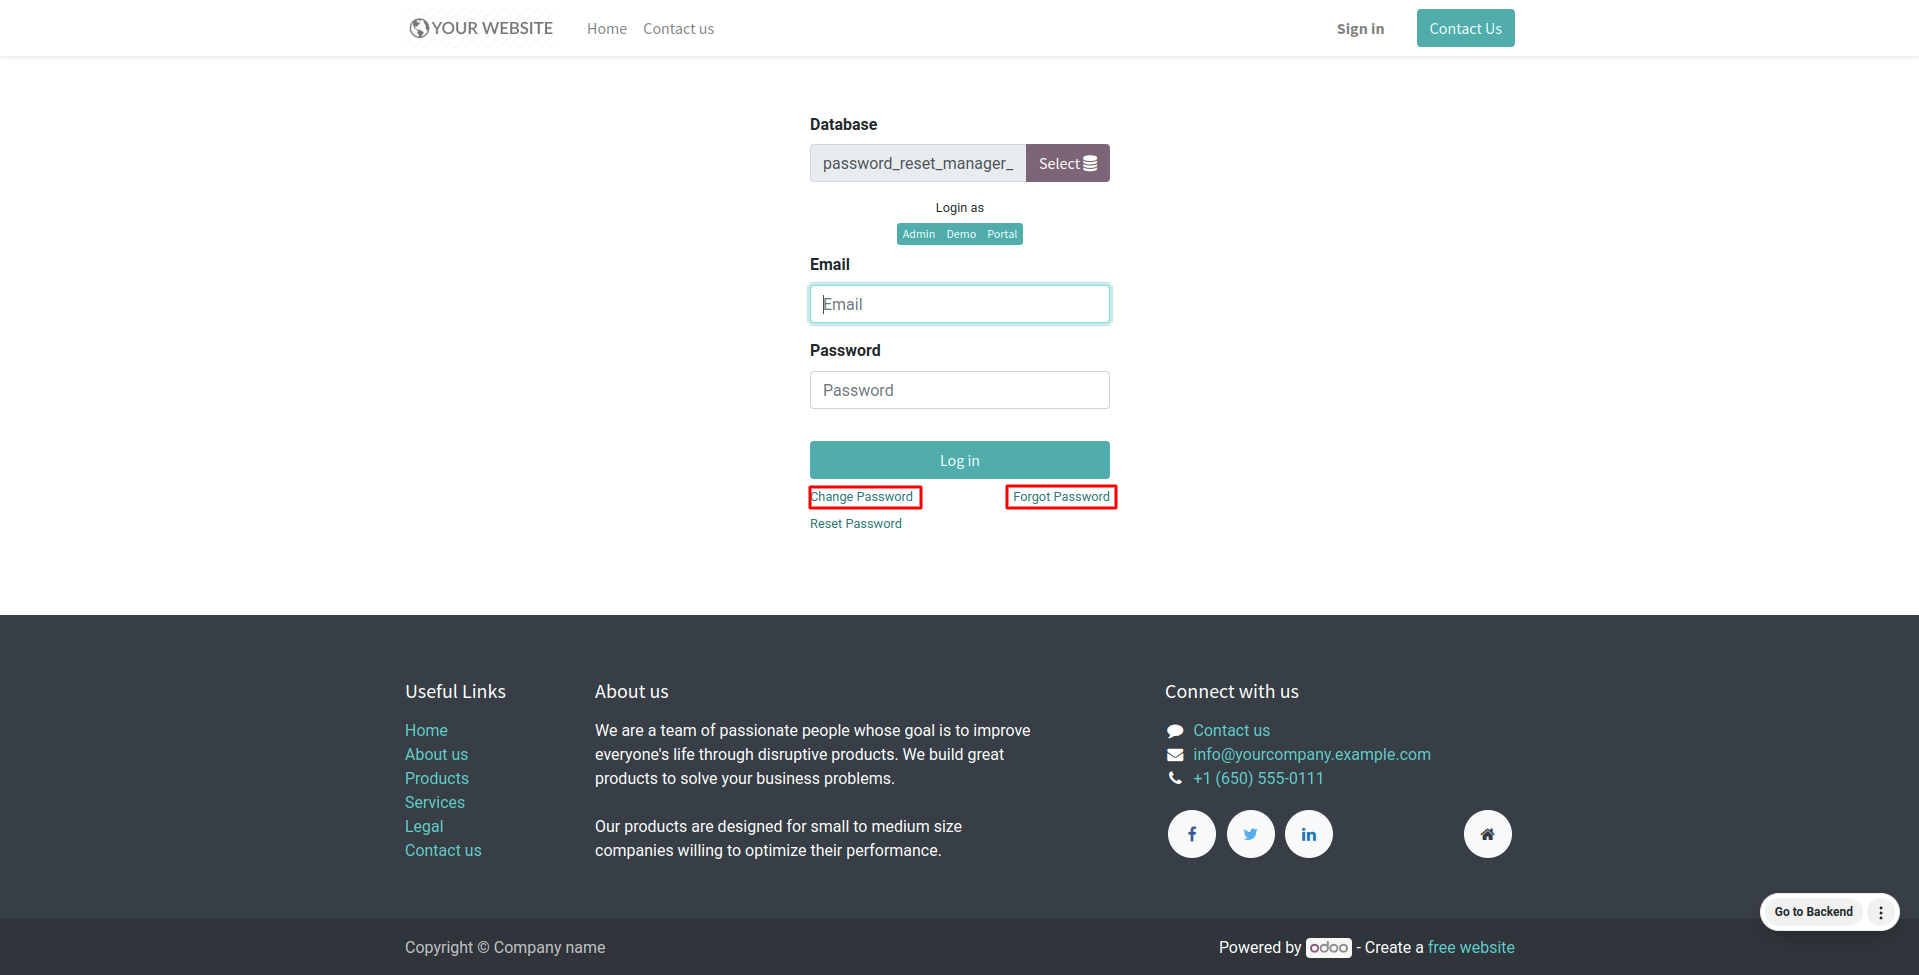 YOUR WEBSITE Home Contact us Sign in Contact Us
Database
password_reset_manager_ Select
Login as
Admin Demo Portal
Email
Email
Password
Password
Log in
Change Password Forgot Password
Reset Password
Useful Links
Home
About us
Products
Services
Legal
Contact us
About us
We are a team of passionate people whose goal is to improve
everyone's life through disruptive products. We build great
products to solve your business problems.
Our products are designed for small to medium size
companies willing to optimize their performance.
Connect with us
Contact us
info@yourcompany.example.com
+1 (650) 555-0111
Go to Backend
Copyright © Company name
Powered by odoo - Create a free website